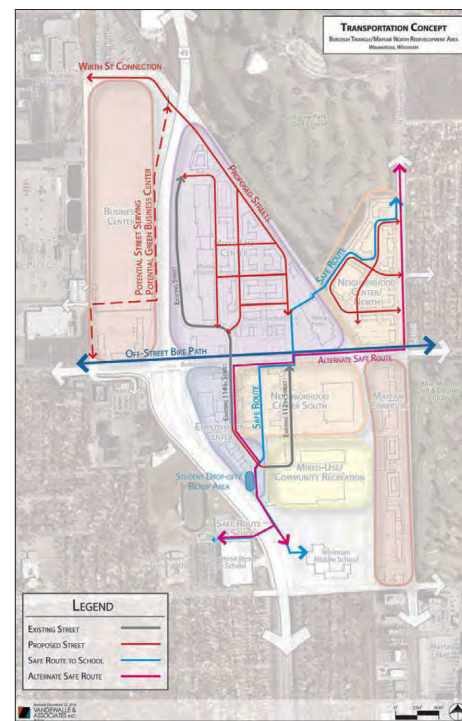 TRANSPORTATION CONCEPT
BURLEIGH TRIANGLE/MAYFAIR NORTH REDEVELOPMENT AREA
Wauwatosa, Wisconsin
45
WIRTH ST CONNECTION
Golf Course
PROPOSED STREETS
BUSINESS
CENTER
POTENTIAL STREET SERVING
POTENTIAL GREEN BUSINESS CENTER
EXISTING STREET
CENTER
SAFE ROUTE
NEIGHBORHOOD
CENTER/
NORTH
OFF-STREET BIKE PATH
ALTERNATE SAFE ROUTE
EXISTING 114TH STREET
SAFE ROUTE
EXISTING 112TH STREET
NEIGHBORHOOD
CENTER SOUTH
MAYFAIR
CORRIDOR
EMPLOYMENT
CENTER
STUDENT DROP-OFF/
PICKUP AREA
MIXED-USE/
COMMUNITY RECREATION
SAFE ROUTE
Whitman
Middle School
School
LEGEND
EXISTING STREET
PROPOSED STREET
SAFE ROUTE TO SCHOOL
ALTERNATE SAFE ROUTE
VANDEWALLE &
ASSOCIATES INC.